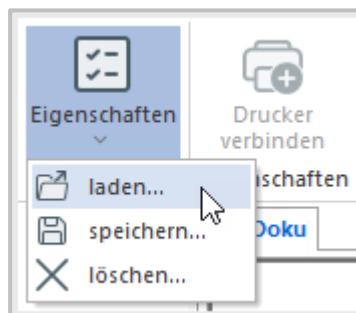 Eigenschaften
Drucker
verbinden
laden...
schaften
speichern...
Doku
löschen...